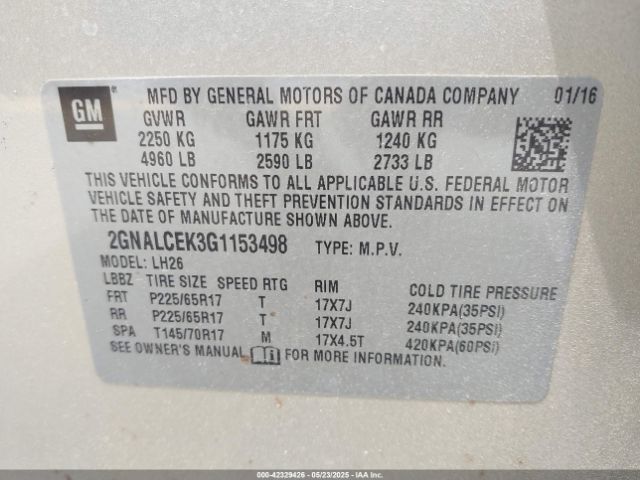 GM
MFD BY GENERAL MOTORS OF CANADA COMPANY 01/16
GVWR GAWR FRT GAWR RR
2250 KG 1175 KG 1240 KG
4960 LB 2590 LB 2733 LB
THIS VEHICLE CONFORMS TO ALL APPLICABLE U.S. FEDERAL MOTOR
VEHICLE SAFETY AND THEFT PREVENTION STANDARDS IN EFFECT ON
THE DATE OF MANUFACTURE SHOWN ABOVE.
2GNALCEK3G1153498 TYPE: M.P.V.
MODEL: LH26
LBBZ TIRE SIZE SPEED RTG RIM COLD TIRE PRESSURE
FRT P225/65R17 T 17X7J 240KPA(35PSI)
RR P225/65R17 T 17X7J 240KPA(35PSI)
SPA T145/70R17 M 17X4.5T 420KPA(60PSI)
SEE OWNER'S MANUAL FOR MORE INFORMATION.
000-42329426 - 05/23/2025 - IAA Inc.